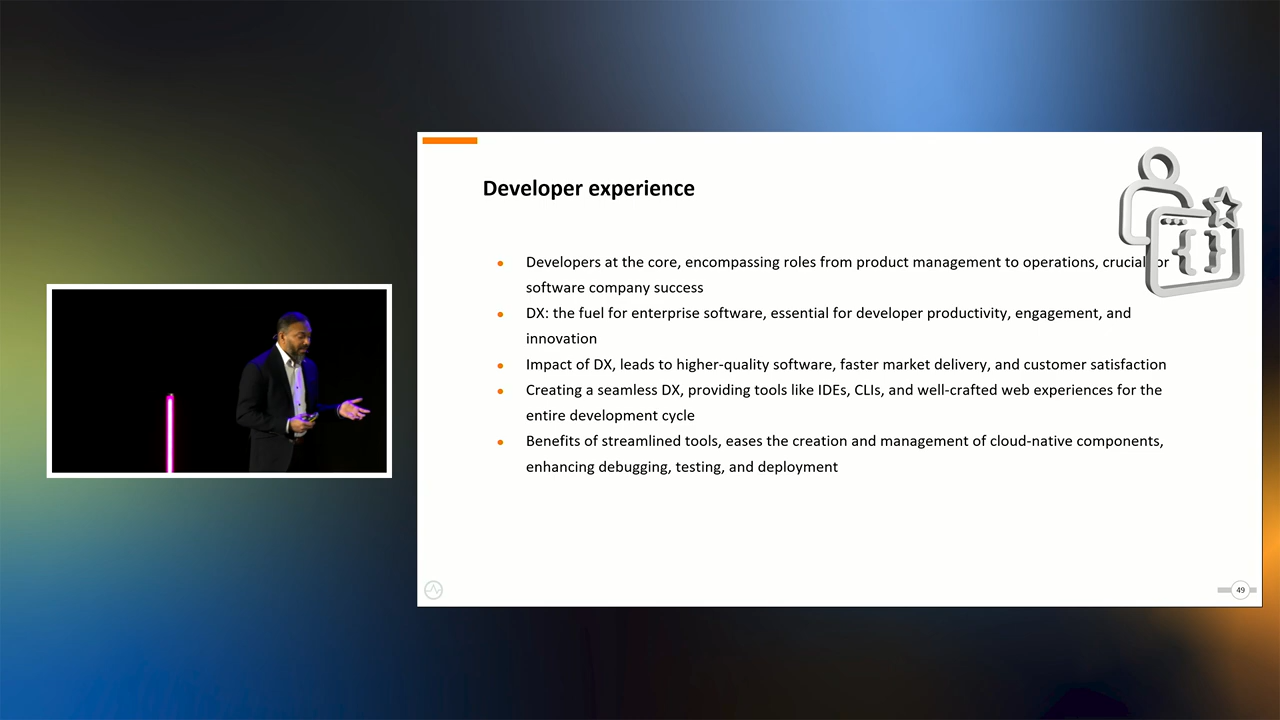 Developer experience
• Developers at the core, encompassing roles from product management to operations, crucial for
software company success
• DX: the fuel for enterprise software, essential for developer productivity, engagement, and
innovation
• Impact of DX, leads to higher-quality software, faster market delivery, and customer satisfaction
• Creating a seamless DX, providing tools like IDEs, CLIs, and well-crafted web experiences for the
entire development cycle
• Benefits of streamlined tools, eases the creation and management of cloud-native components,
enhancing debugging, testing, and deployment
49